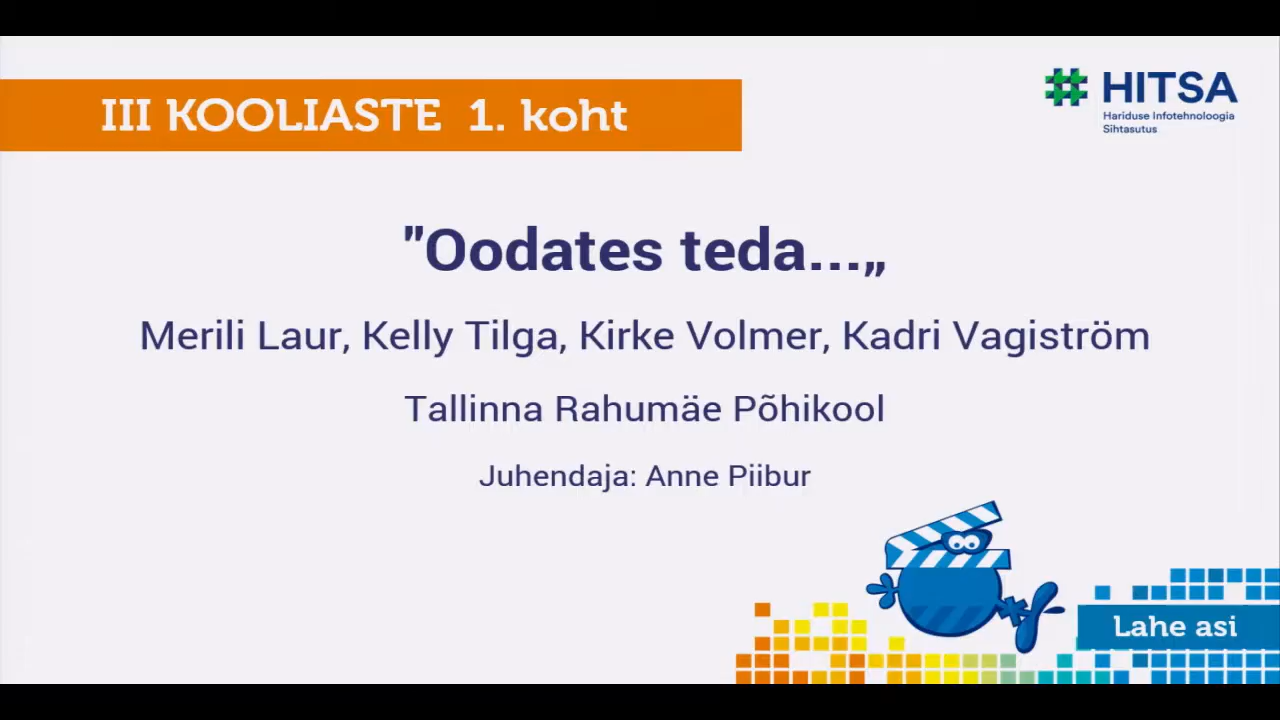 III KOOLIASTE 1. koht
HITSA
Hariduse Infotehnoloogia
Sihtasutus
"Oodates teda...„
Merili Laur, Kelly Tilga, Kirke Volmer, Kadri Vagiström
Tallinna Rahumäe Põhikool
Juhendaja: Anne Piibur
Lahe asi